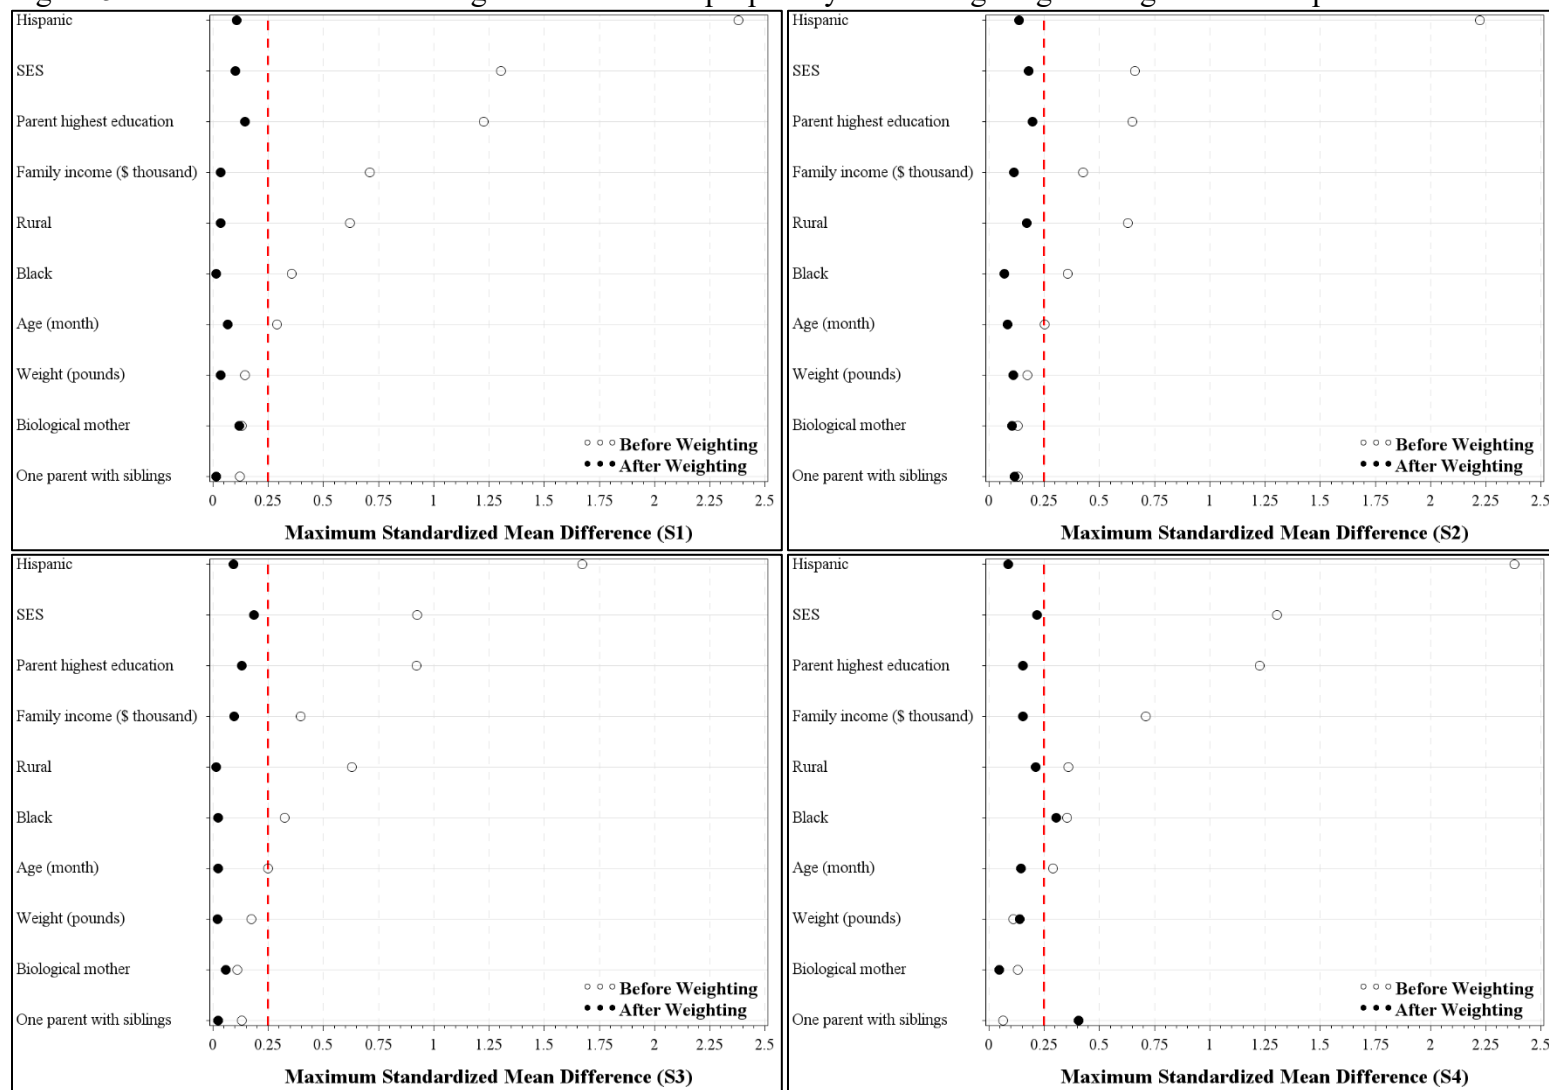 Hispanic
SES
Parent highest education
Family income ($ thousand)
Rural
Black
Age (month)
Weight (pounds)
Biological mother
One parent with siblings
Before Weighting
After Weighting
0 0.25 0.5 0.75 1 1.25 1.5 1.75 2 2.25 2.5
Maximum Standardized Mean Difference (S1)
Hispanic
SES
Parent highest education
Family income ($ thousand)
Rural
Black
Age (month)
Weight (pounds)
Biological mother
One parent with siblings
Before Weighting
After Weighting
0 0.25 0.5 0.75 1 1.25 1.5 1.75 2 2.25 2.5
Maximum Standardized Mean Difference (S2)
Hispanic
SES
Parent highest education
Family income ($ thousand)
Rural
Black
Age (month)
Weight (pounds)
Biological mother
One parent with siblings
Before Weighting
After Weighting
0 0.25 0.5 0.75 1 1.25 1.5 1.75 2 2.25 2.5
Maximum Standardized Mean Difference (S3)
Hispanic
SES
Parent highest education
Family income ($ thousand)
Rural
Black
Age (month)
Weight (pounds)
Biological mother
One parent with siblings
Before Weighting
After Weighting
0 0.25 0.5 0.75 1 1.25 1.5 1.75 2 2.25 2.5
Maximum Standardized Mean Difference (S4)